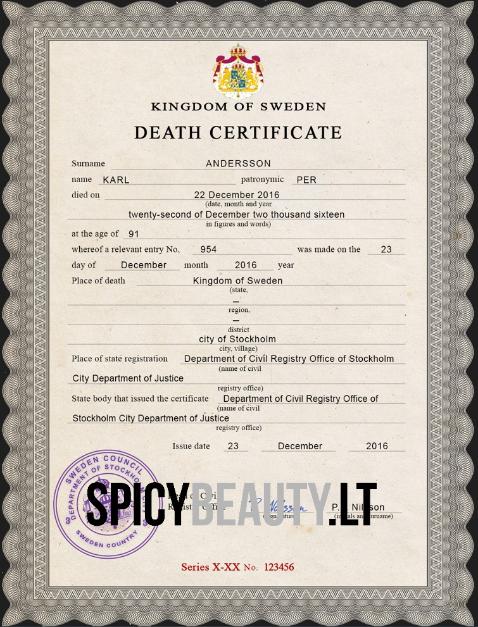 KINGDOM OF SWEDEN
DEATH CERTIFICATE
Surname ANDERSSON
name KARL patronymic PER
died on 22 December 2016
(date, month and year
twenty-second of December two thousand sixteen
in figures and words)
at the age of 91
whereof a relevant entry No. 954 was made on the 23
day of December month 2016 year
Place of death Kingdom of Sweden
(state,
–
region,
–
district
city of Stockholm
city, village)
Place of state registration Department of Civil Registry Office of Stockholm
(name of civil
City Department of Justice
registry office)
State body that issued the certificate Department of Civil Registry Office of
(name of civil
Stockholm City Department of Justice
registry office)
Issue date 23 December 2016
SWEDEN COUNCIL
DEPARTMENT OF STOCKHOLM
SWEDEN COUNTRY
SPICYBEAUTY.LT
Series X-XX No. 123456